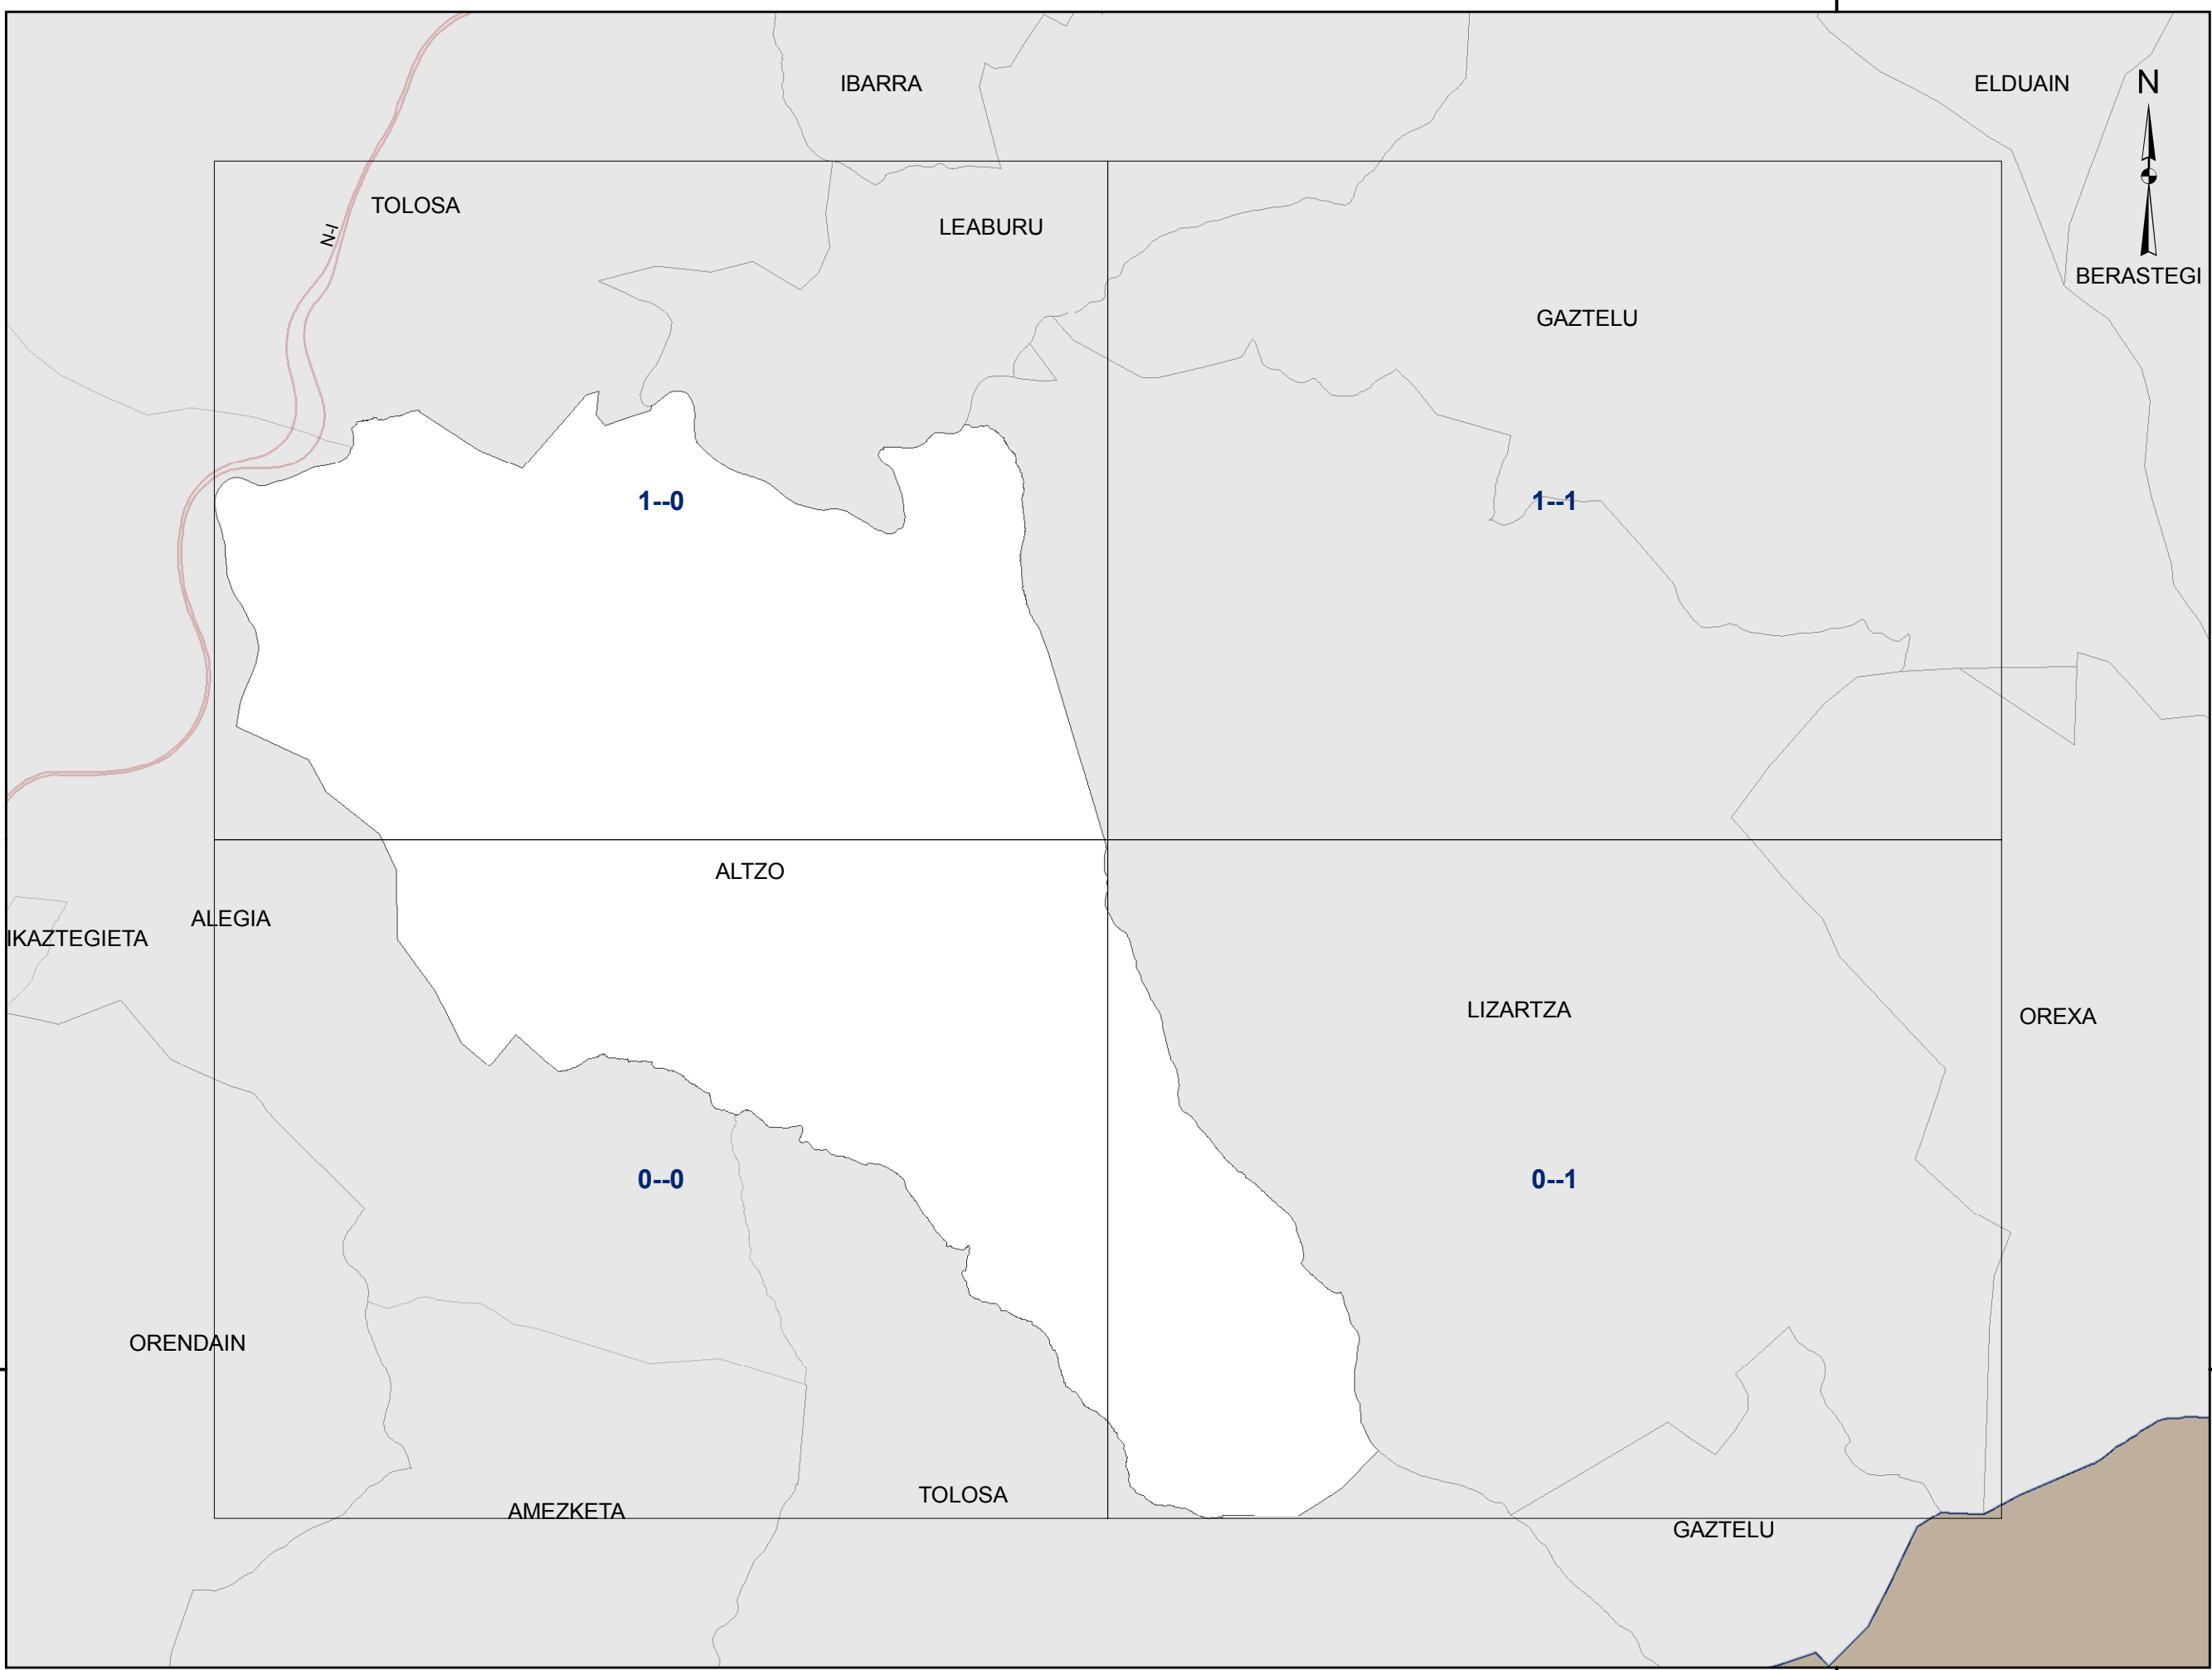 IBARRA
ELDUAIN
N
TOLOSA
N-I
LEABURU
BERASTEGI
GAZTELU
1--0
1--1
ALTZO
ALEGIA
IKAZTEGIETA
LIZARTZA
OREXA
0--0
0--1
ORENDAIN
TOLOSA
AMEZKETA
GAZTELU